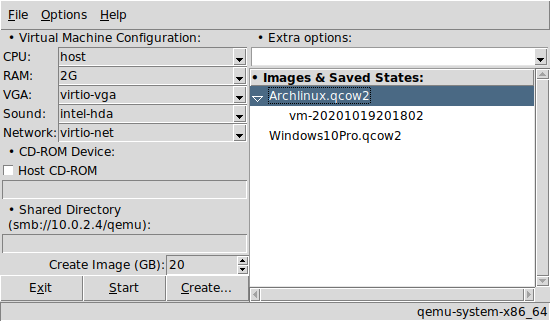 File Options Help
• Virtual Machine Configuration:
CPU: host
RAM: 2G
VGA: virtio-vga
Sound: intel-hda
Network: virtio-net
• CD-ROM Device:
Host CD-ROM
• Shared Directory
(smb://10.0.2.4/qemu):
Create Image (GB): 20
Exit Start Create...
• Extra options:
• Images & Saved States:
Archlinux.qcow2
vm-20201019201802
Windows10Pro.qcow2
qemu-system-x86_64